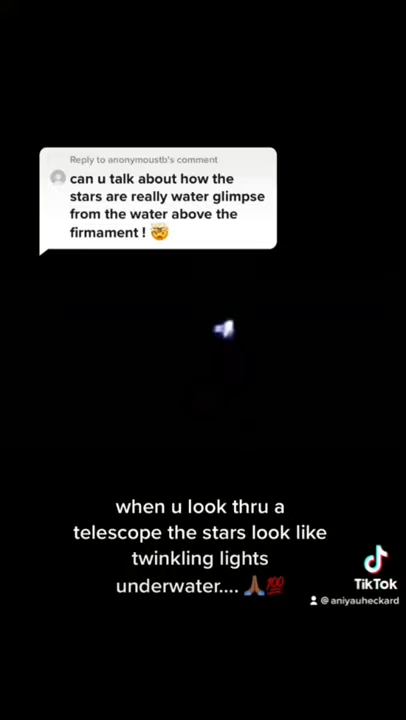 Reply to anonymoustb's comment
can u talk about how the
stars are really water glimpse
from the water above the
firmament ! 🤯
when u look thru a
telescope the stars look like
twinkling lights
underwater.... 🙏🏾💯
TikTok
@aniyauheckard